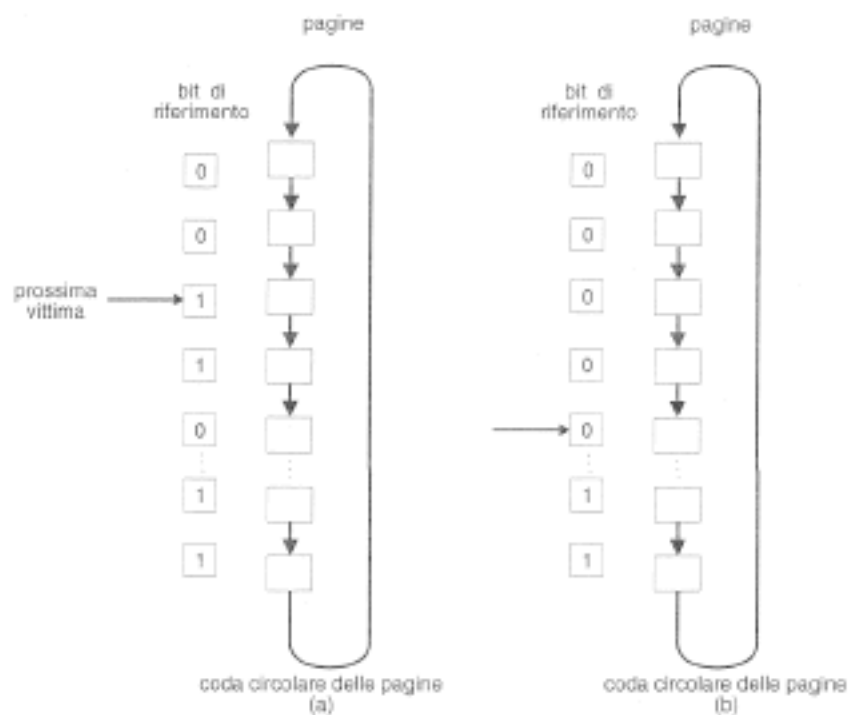 pagine
bit di
riferimento
0
0
1
1
0
1
1
prossima
vittima
coda circolare delle pagine
(a)
pagine
bit di
riferimento
0
0
0
0
0
1
1
coda circolare delle pagine
(b)